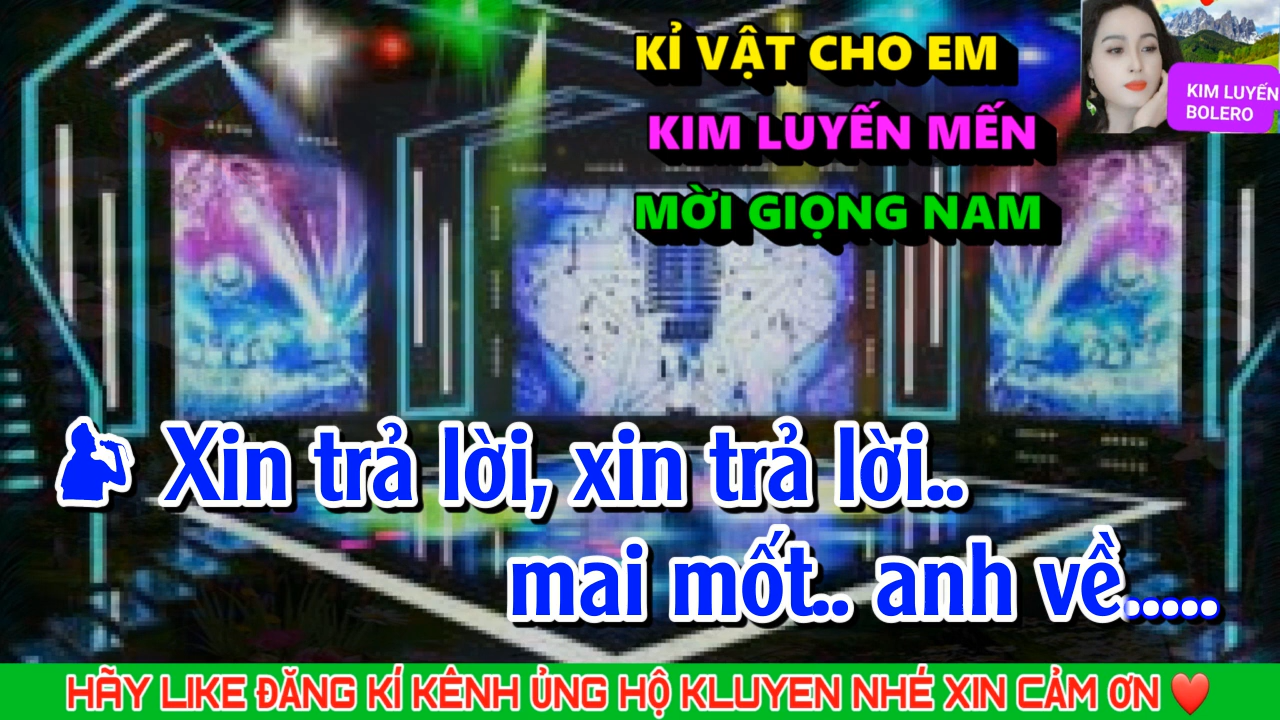 KỈ VẬT CHO EM
KIM LUYẾN MẾN
MỜI GIỌNG NAM
KIM LUYẾN
BOLERO
Xin trả lời, xin trả lời..
mai mốt.. anh về.....
HÃY LIKE ĐĂNG KÍ KÊNH ỦNG HỘ KLUYEN NHÉ XIN CẢM ƠN ❤️